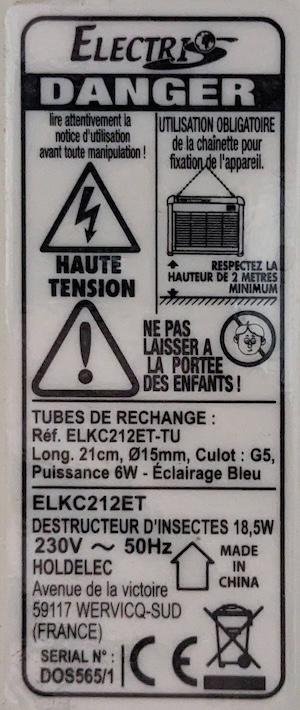 ELECTRIS
DANGER
lire attentivement la
notice d'utilisation
avant toute manipulation !
UTILISATION OBLIGATOIRE
de la chaînette pour
fixation de l'appareil.
HAUTE
TENSION
RESPECTEZ LA
HAUTEUR DE 2 METRES
MINIMUM
NE PAS
LAISSER A
LA PORTEE
DES ENFANTS !
TUBES DE RECHANGE :
Réf. ELKC212ET-TU
Long. 21cm, Ø15mm, Culot : G5,
Puissance 6W - Éclairage Bleu
ELKC212ET
DESTRUCTEUR D'INSECTES 18,5W
230V ~ 50Hz
HOLDELEC
MADE
IN
CHINA
Avenue de la victoire
59117 WERVICQ-SUD
(FRANCE)
SERIAL N° :
DOS565/1
CE